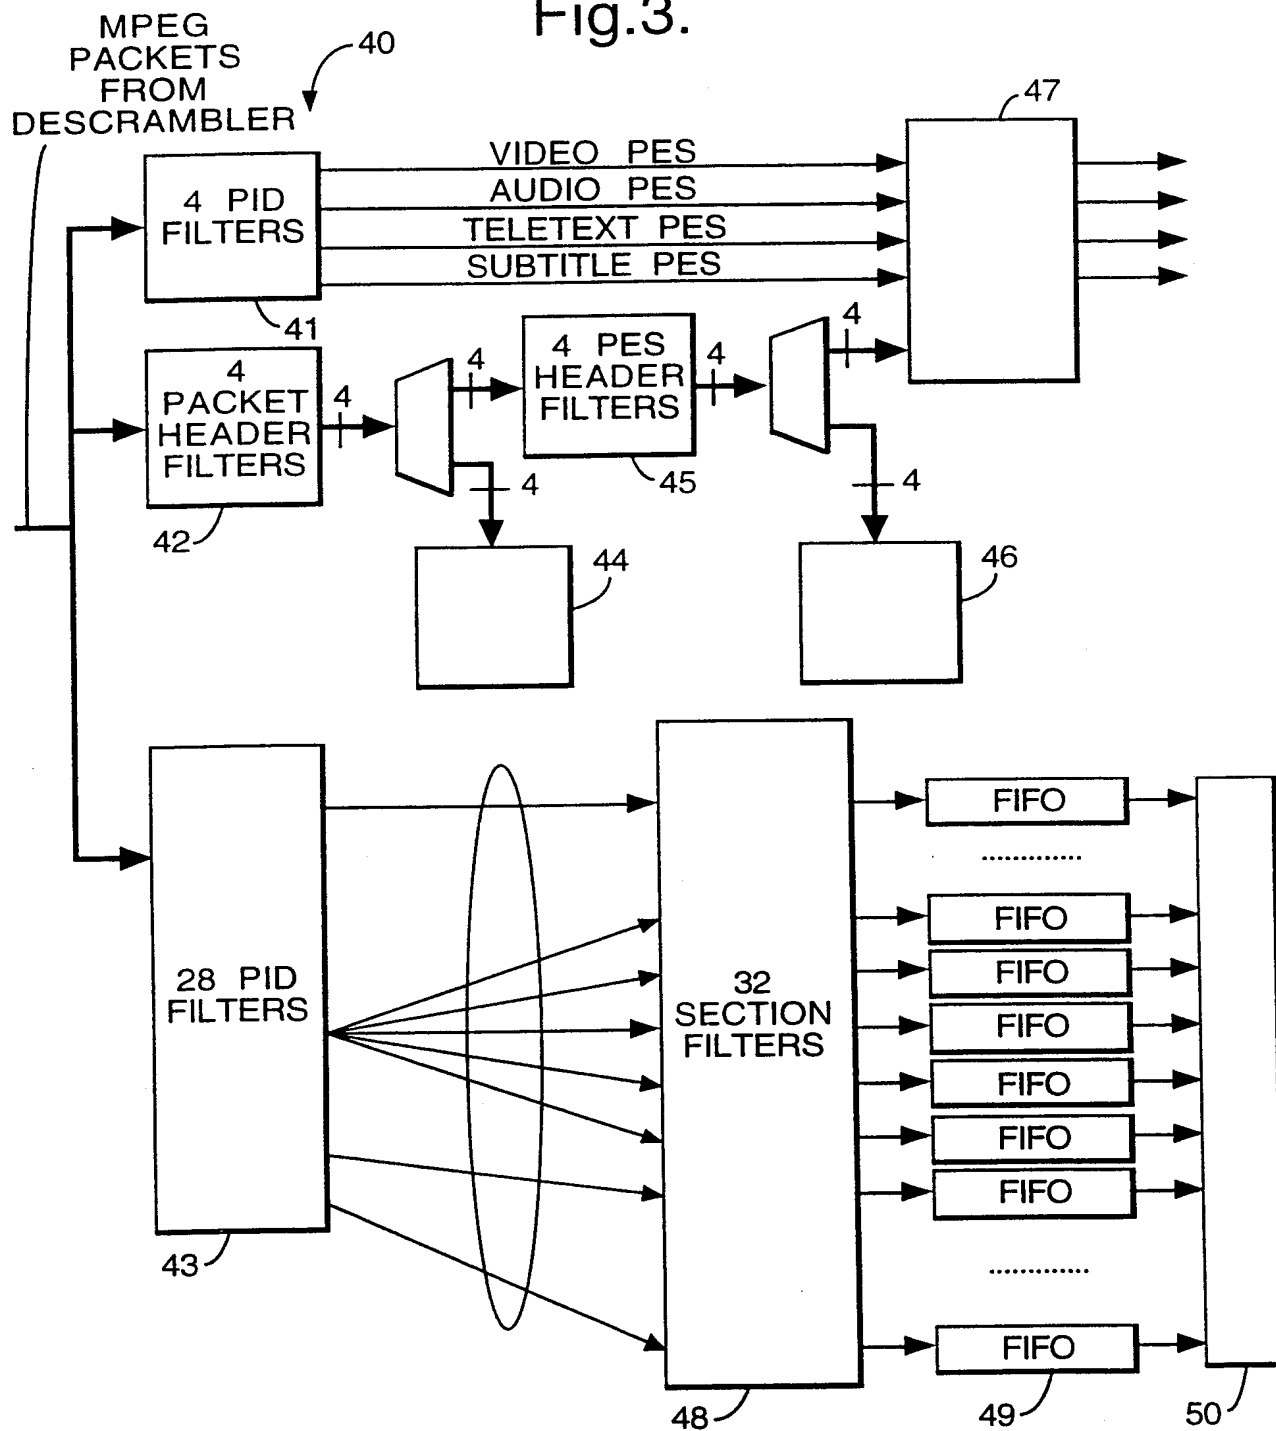 Fig.3.
MPEG
PACKETS
FROM
DESCRAMBLER
40
47
4 PID
FILTERS
VIDEO PES
AUDIO PES
TELETEXT PES
SUBTITLE PES
41
4
PACKET
HEADER
FILTERS
42
4
4
4
4 PES
HEADER
FILTERS
45
4
4
4
44
46
28 PID
FILTERS
43
32
SECTION
FILTERS
48
FIFO
............
FIFO
FIFO
FIFO
FIFO
FIFO
FIFO
............
FIFO
49
50